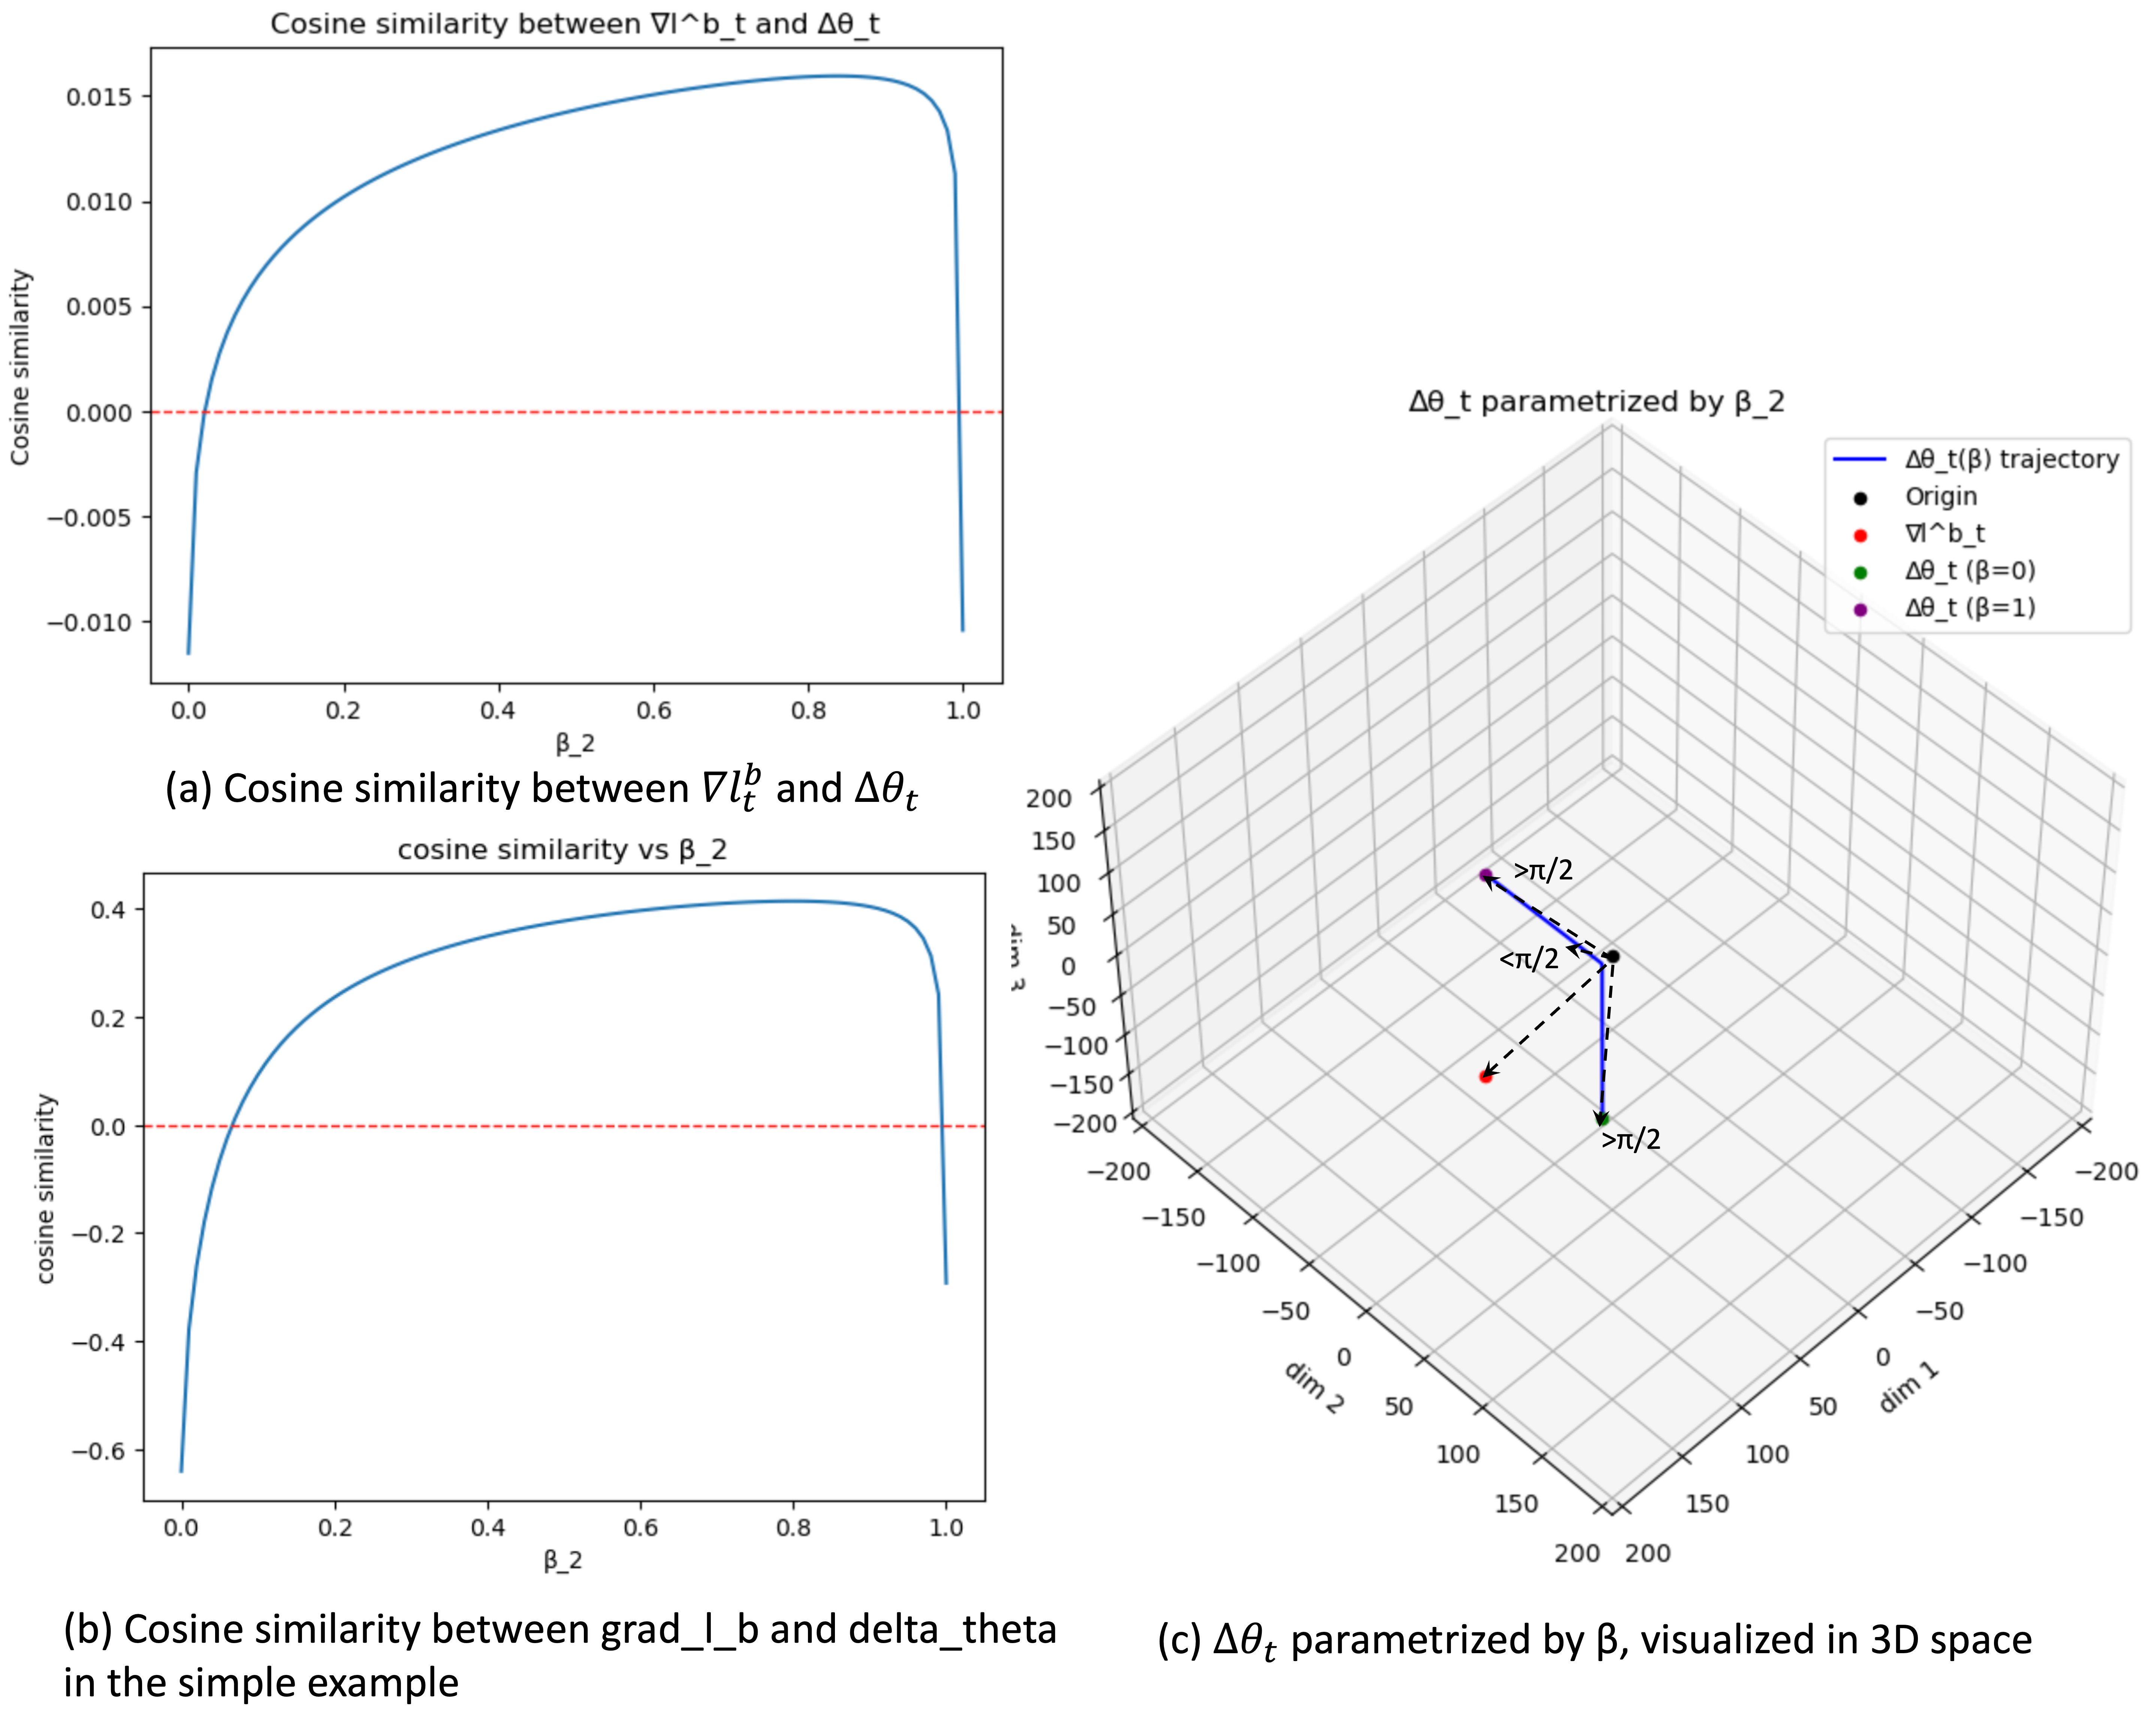 Cosine similarity between ∇l^b_t and Δθ_t
0.015
0.010
0.005
0.000
−0.005
−0.010
Cosine similarity
0.0 0.2 0.4 0.6 0.8 1.0
β_2
(a) Cosine similarity between ∇l_t^b and Δθ_t
cosine similarity vs β_2
0.4
0.2
0.0
−0.2
−0.4
−0.6
cosine similarity
0.0 0.2 0.4 0.6 0.8 1.0
β_2
(b) Cosine similarity between grad_l_b and delta_theta
in the simple example
Δθ_t parametrized by β_2
Δθ_t(β) trajectory
Origin
∇l^b_t
Δθ_t (β=0)
Δθ_t (β=1)
200
150
100
50
0
−50
−100
−150
−200
>π/2
<π/2
>π/2
−200
−150
−100
−50
0
50
100
150
200
dim 2
−200
−150
−100
−50
0
50
100
150
200
dim 1
(c) Δθ_t parametrized by β, visualized in 3D space